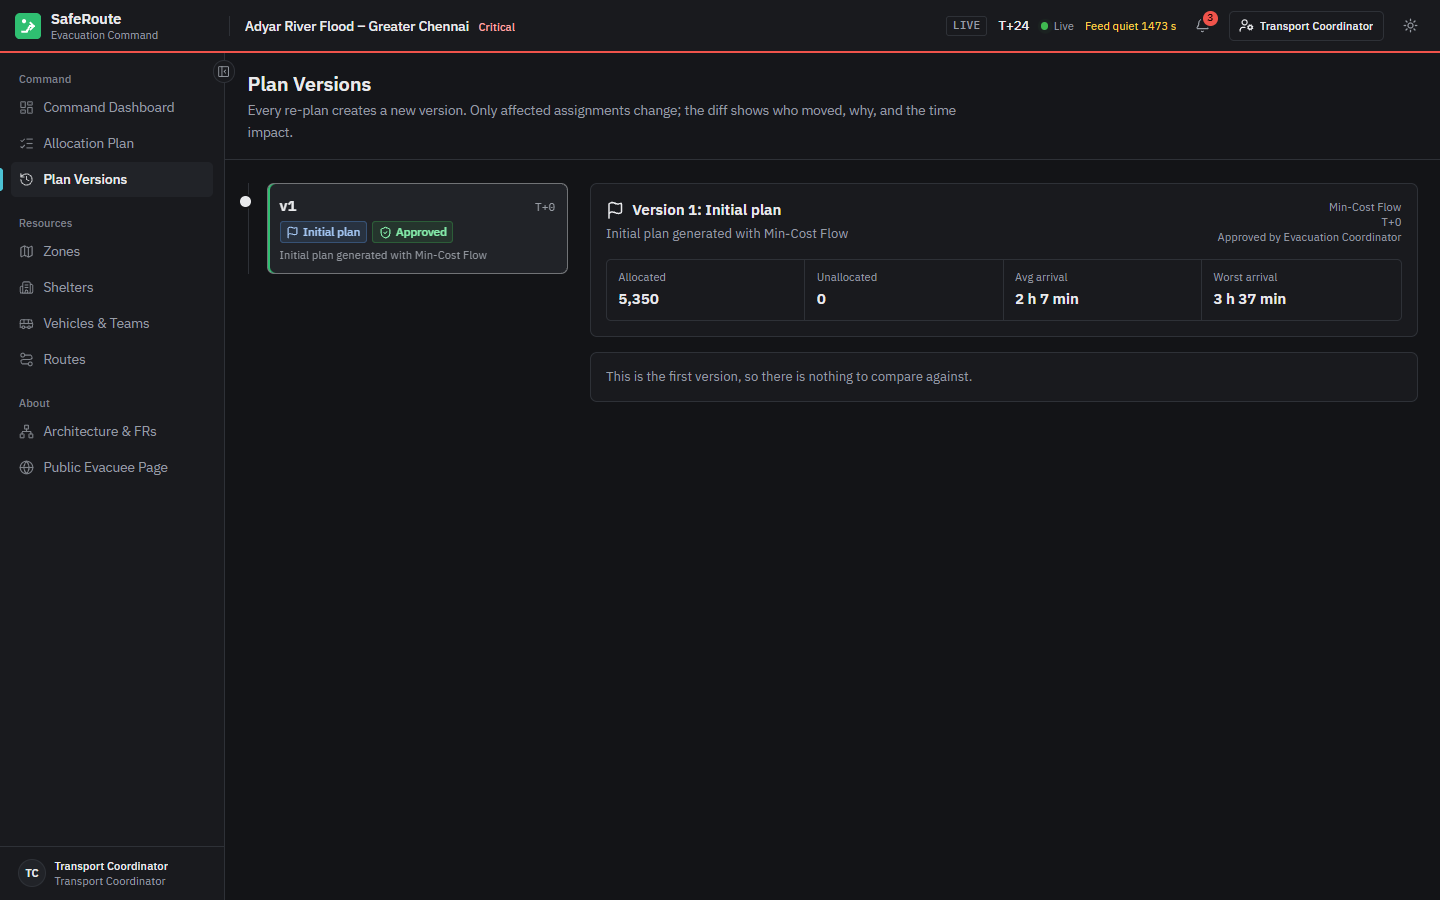 SafeRoute
Evacuation Command
Adyar River Flood – Greater Chennai Critical
LIVE T+24 Live Feed quiet 1473 s 3 Transport Coordinator
Command
Command Dashboard
Allocation Plan
Plan Versions
Resources
Zones
Shelters
Vehicles & Teams
Routes
About
Architecture & FRs
Public Evacuee Page
TC Transport Coordinator
Transport Coordinator
Plan Versions
Every re-plan creates a new version. Only affected assignments change; the diff shows who moved, why, and the time
impact.
v1 T+0
Initial plan Approved
Initial plan generated with Min-Cost Flow
Version 1: Initial plan
Initial plan generated with Min-Cost Flow
Min-Cost Flow
T+0
Approved by Evacuation Coordinator
Allocated Unallocated Avg arrival Worst arrival
5,350 0 2 h 7 min 3 h 37 min
This is the first version, so there is nothing to compare against.